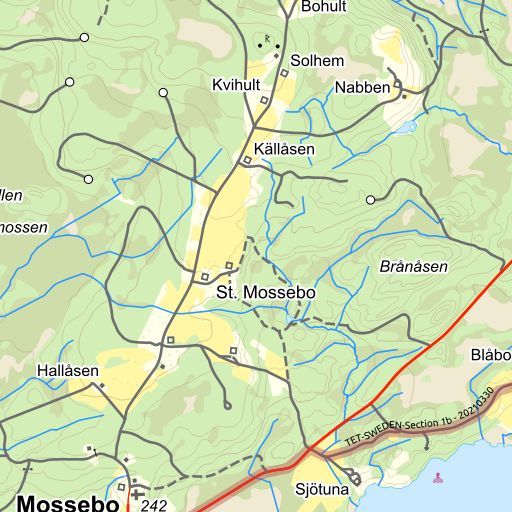 Bohult
R
Solhem
Kvihult
Nabben
Källåsen
llen
mossen
Brånåsen
St. Mossebo
Blåbo
Hallåsen
TET-SWEDEN-Section 1b - 20210330
Sjötuna
Mossebo
242